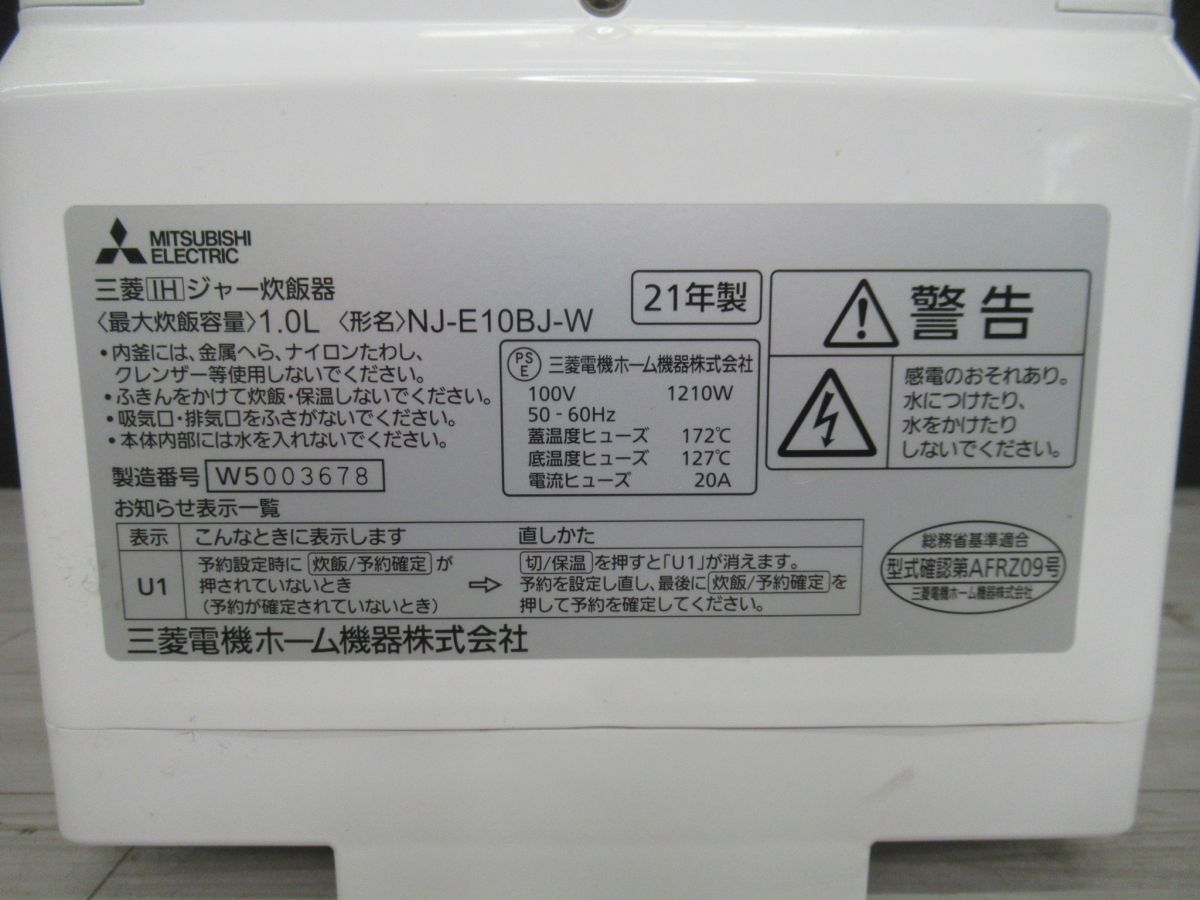 MITSUBISHI
ELECTRIC
三菱IHジャー炊飯器
〈最大炊飯容量〉1.0L 〈形名〉NJ-E10BJ-W
・内釜には、金属へら、ナイロンたわし、
クレンザー等使用しないでください。
・ふきんをかけて炊飯・保温しないでください。
・吸気口・排気口をふさがないでください。
・本体内部には水を入れないでください。
製造番号 W5003678
21年製
PS
E 三菱電機ホーム機器株式会社
100V 1210W
50-60Hz
蓋温度ヒューズ 172℃
底温度ヒューズ 127℃
電流ヒューズ 20A
警告
感電のおそれあり。
水につけたり、
水をかけたり
しないでください。
お知らせ表示一覧
表示 こんなときに表示します 直しかた
U1
予約設定時に 炊飯/予約確定 が
押されていないとき
(予約が確定されていないとき)
⇨
切/保温 を押すと「U1」が消えます。
予約を設定し直し、最後に 炊飯/予約確定 を
押して予約を確定してください。
三菱電機ホーム機器株式会社
総務省基準適合
型式確認第AFRZ09号
三菱電機ホーム機器株式会社